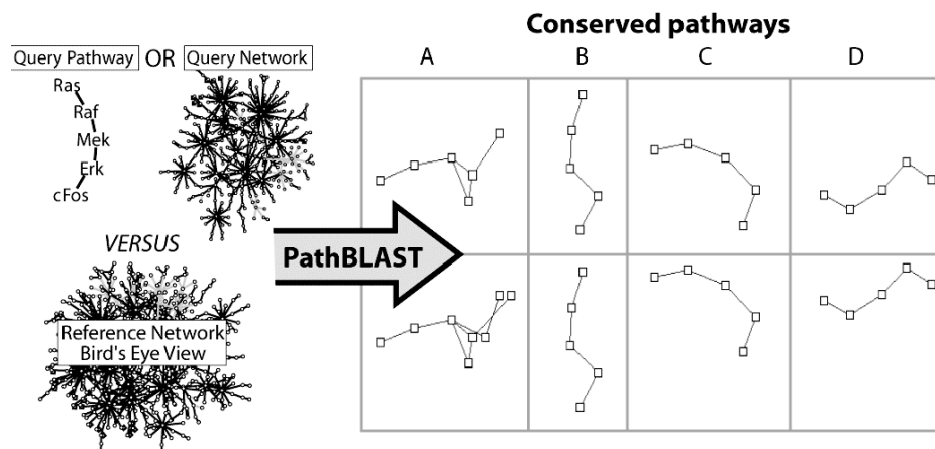 Conserved pathways
Query Pathway OR Query Network
A B C D
Ras
Raf
Mek
Erk
cFos
VERSUS
PathBLAST
Reference Network
Bird's Eye View